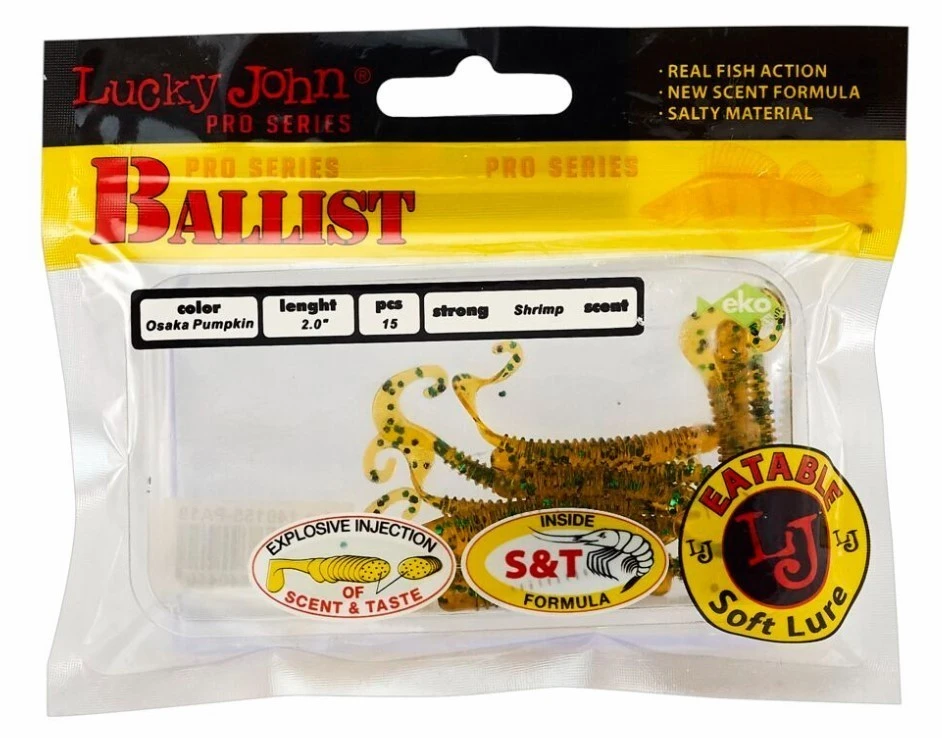 Lucky John®
PRO SERIES
· REAL FISH ACTION
· NEW SCENT FORMULA
· SALTY MATERIAL
PRO SERIES
PRO SERIES
BALLIST
color
Osaka Pumpkin
lenght
2.0"
pcs
15
strong Shrimp scent
eko
EXPLOSIVE INJECTION
OF
SCENT & TASTE
INSIDE
S&T
FORMULA
EATABLE
LJ
LJ
LJ
Soft Lure